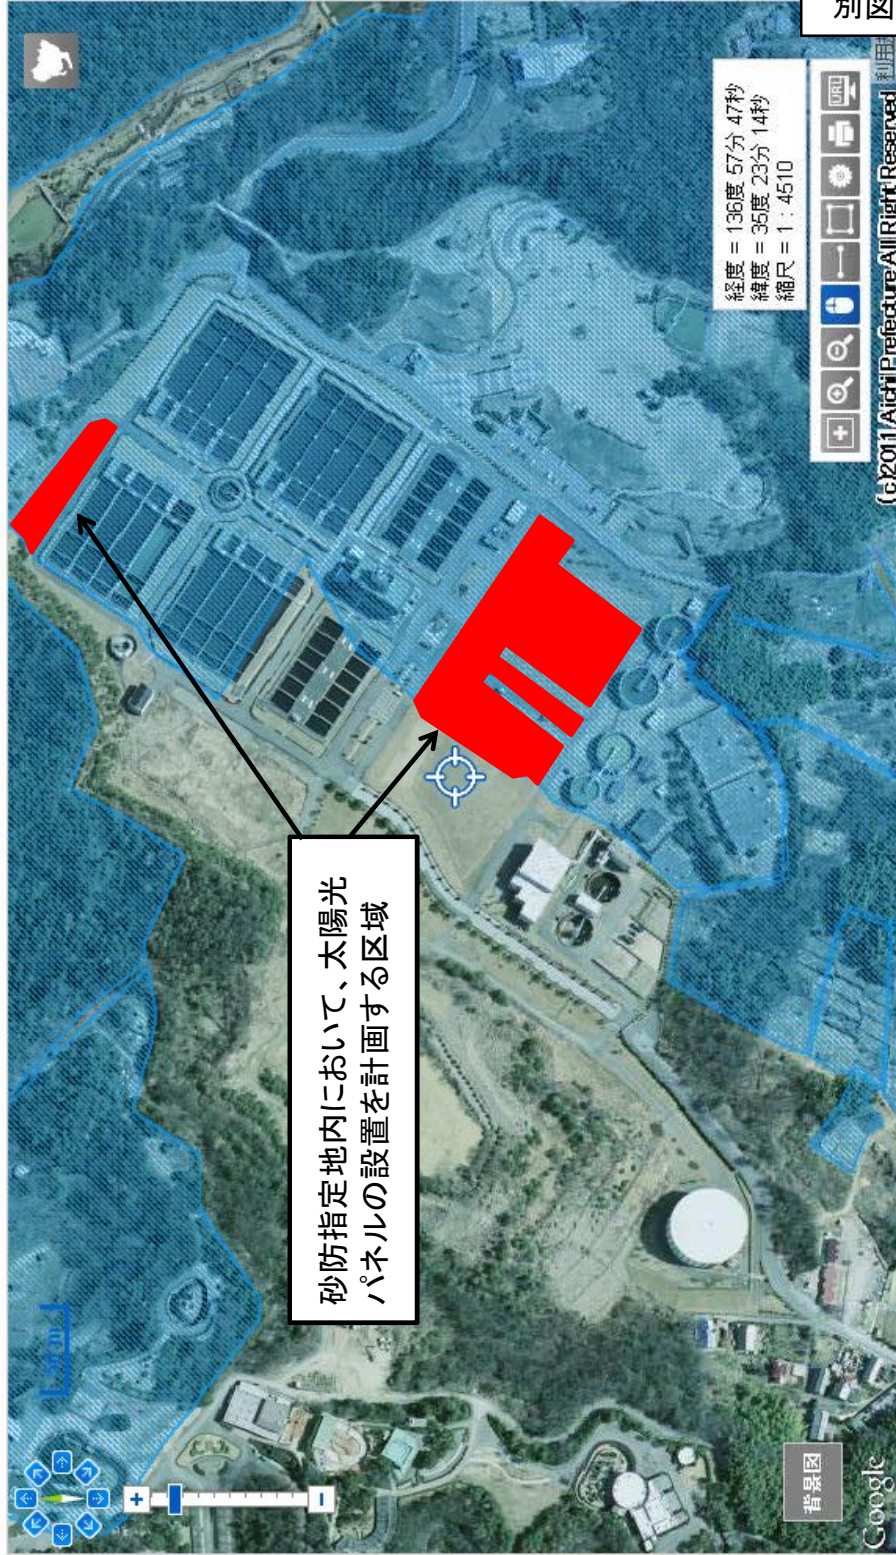 別図
砂防指定地内において、太陽光
パネルの設置を計画する区域
経度 = 136度 57分 47秒
緯度 = 35度 23分 14秒
縮尺 = 1 : 4510
URL
(c)2011 Aichi Prefecture All Right Reserved
背景図
Google